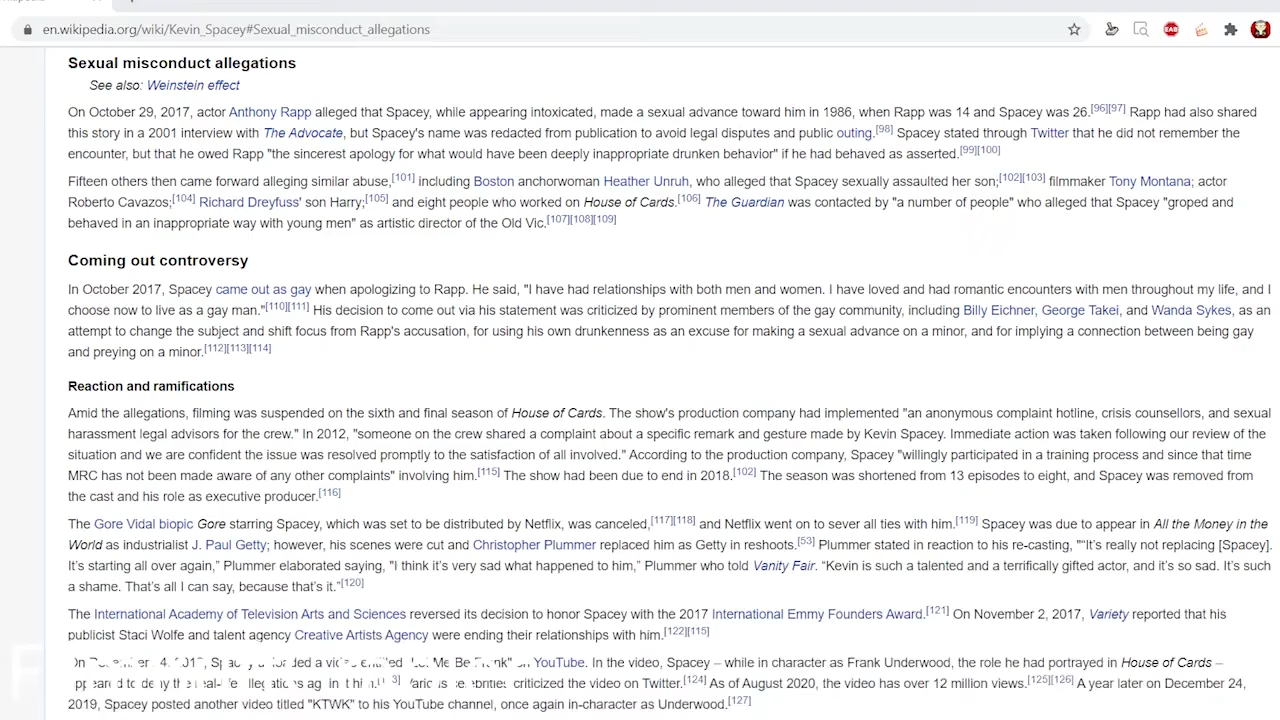 en.wikipedia.org/wiki/Kevin_Spacey#Sexual_misconduct_allegations
Sexual misconduct allegations
See also: Weinstein effect
On October 29, 2017, actor Anthony Rapp alleged that Spacey, while appearing intoxicated, made a sexual advance toward him in 1986, when Rapp was 14 and Spacey was 26.[96][97] Rapp had also shared
this story in a 2001 interview with The Advocate, but Spacey's name was redacted from publication to avoid legal disputes and public outing.[98] Spacey stated through Twitter that he did not remember the
encounter, but that he owed Rapp "the sincerest apology for what would have been deeply inappropriate drunken behavior" if he had behaved as asserted.[99][100]
Fifteen others then came forward alleging similar abuse,[101] including Boston anchorwoman Heather Unruh, who alleged that Spacey sexually assaulted her son;[102][103] filmmaker Tony Montana; actor
Roberto Cavazos;[104] Richard Dreyfuss' son Harry;[105] and eight people who worked on House of Cards.[106] The Guardian was contacted by "a number of people" who alleged that Spacey "groped and
behaved in an inappropriate way with young men" as artistic director of the Old Vic.[107][108][109]
Coming out controversy
In October 2017, Spacey came out as gay when apologizing to Rapp. He said, "I have had relationships with both men and women. I have loved and had romantic encounters with men throughout my life, and I
choose now to live as a gay man."[110][111] His decision to come out via his statement was criticized by prominent members of the gay community, including Billy Eichner, George Takei, and Wanda Sykes, as an
attempt to change the subject and shift focus from Rapp's accusation, for using his own drunkenness as an excuse for making a sexual advance on a minor, and for implying a connection between being gay
and preying on a minor.[112][113][114]
Reaction and ramifications
Amid the allegations, filming was suspended on the sixth and final season of House of Cards. The show's production company had implemented "an anonymous complaint hotline, crisis counsellors, and sexual
harassment legal advisors for the crew." In 2012, "someone on the crew shared a complaint about a specific remark and gesture made by Kevin Spacey. Immediate action was taken following our review of the
situation and we are confident the issue was resolved promptly to the satisfaction of all involved." According to the production company, Spacey "willingly participated in a training process and since that time
MRC has not been made aware of any other complaints" involving him.[115] The show had been due to end in 2018.[102] The season was shortened from 13 episodes to eight, and Spacey was removed from
the cast and his role as executive producer.[116]
The Gore Vidal biopic Gore starring Spacey, which was set to be distributed by Netflix, was canceled,[117][118] and Netflix went on to sever all ties with him.[119] Spacey was due to appear in All the Money in the
World as industrialist J. Paul Getty; however, his scenes were cut and Christopher Plummer replaced him as Getty in reshoots.[53] Plummer stated in reaction to his re-casting, "“It’s really not replacing [Spacey].
It’s starting all over again,” Plummer elaborated saying, "I think it’s very sad what happened to him,” Plummer who told Vanity Fair. “Kevin is such a talented and a terrifically gifted actor, and it’s so sad. It’s such
a shame. That’s all I can say, because that’s it.”[120]
The International Academy of Television Arts and Sciences reversed its decision to honor Spacey with the 2017 International Emmy Founders Award.[121] On November 2, 2017, Variety reported that his
publicist Staci Wolfe and talent agency Creative Artists Agency were ending their relationships with him.[122][115]
a video entitled Me Be Frank" on YouTube. In the video, Spacey – while in character as Frank Underwood, the role he had portrayed in House of Cards –
to deny the allegations against him. Various celebrities criticized the video on Twitter.[124] As of August 2020, the video has over 12 million views.[125][126] A year later on December 24,
2019, Spacey posted another video titled "KTWK" to his YouTube channel, once again in-character as Underwood.[127]